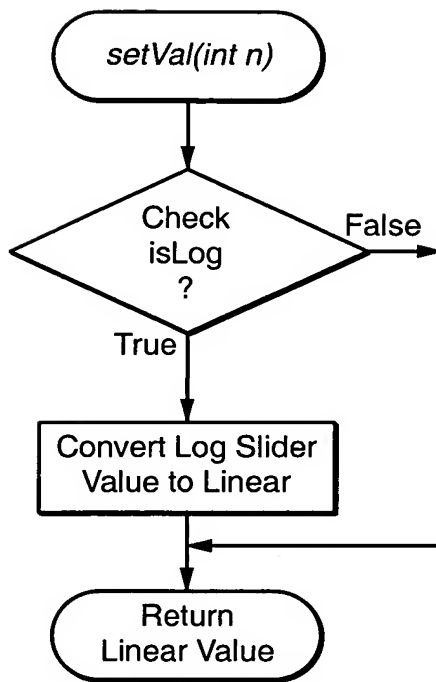 setVal(int n)
Check
isLog
?
False
True
Convert Log Slider
Value to Linear
Return
Linear Value